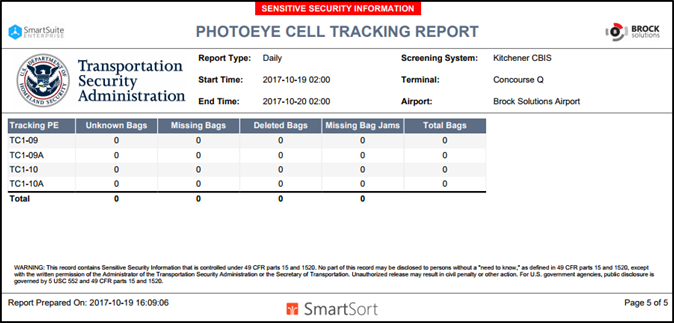 SENSITIVE SECURITY INFORMATION
SmartSuite
ENTERPRISE
PHOTOEYE CELL TRACKING REPORT
BROCK
solutions
U.S. DEPARTMENT OF
HOMELAND SECURITY
Transportation
Security
Administration
Report Type: Daily Screening System: Kitchener CBIS
Start Time: 2017-10-19 02:00 Terminal: Concourse Q
End Time: 2017-10-20 02:00 Airport: Brock Solutions Airport
Tracking PE Unknown Bags Missing Bags Deleted Bags Missing Bag Jams Total Bags
TC1-09 0 0 0 0 0
TC1-09A 0 0 0 0 0
TC1-10 0 0 0 0 0
TC1-10A 0 0 0 0 0
Total 0 0 0 0
WARNING: This record contains Sensitive Security Information that is controlled under 49 CFR parts 15 and 1520. No part of this record may be disclosed to persons without a "need to know," as defined in 49 CFR parts 15 and 1520, except
with the written permission of the Administrator of the Transportation Security Administration or the Secretary of Transportation. Unauthorized release may result in civil penalty or other action. For U.S. government agencies, public disclosure is
governed by 5 USC 552 and 49 CFR parts 15 and 1520.
Report Prepared On: 2017-10-19 16:09:06
SmartSort
Page 5 of 5